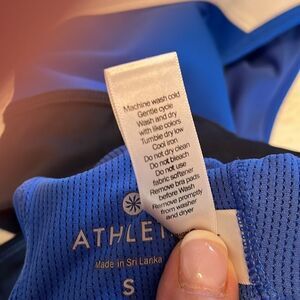 Machine wash cold
Gentle cycle
Wash and dry
with like colors
Tumble dry low
Cool iron
Do not dry clean
Do not bleach
Do not use
fabric softener
Remove bra pads
before Wash
Remove promptly
from washer
and dryer
ATHLE
Made in Sri Lanka
S